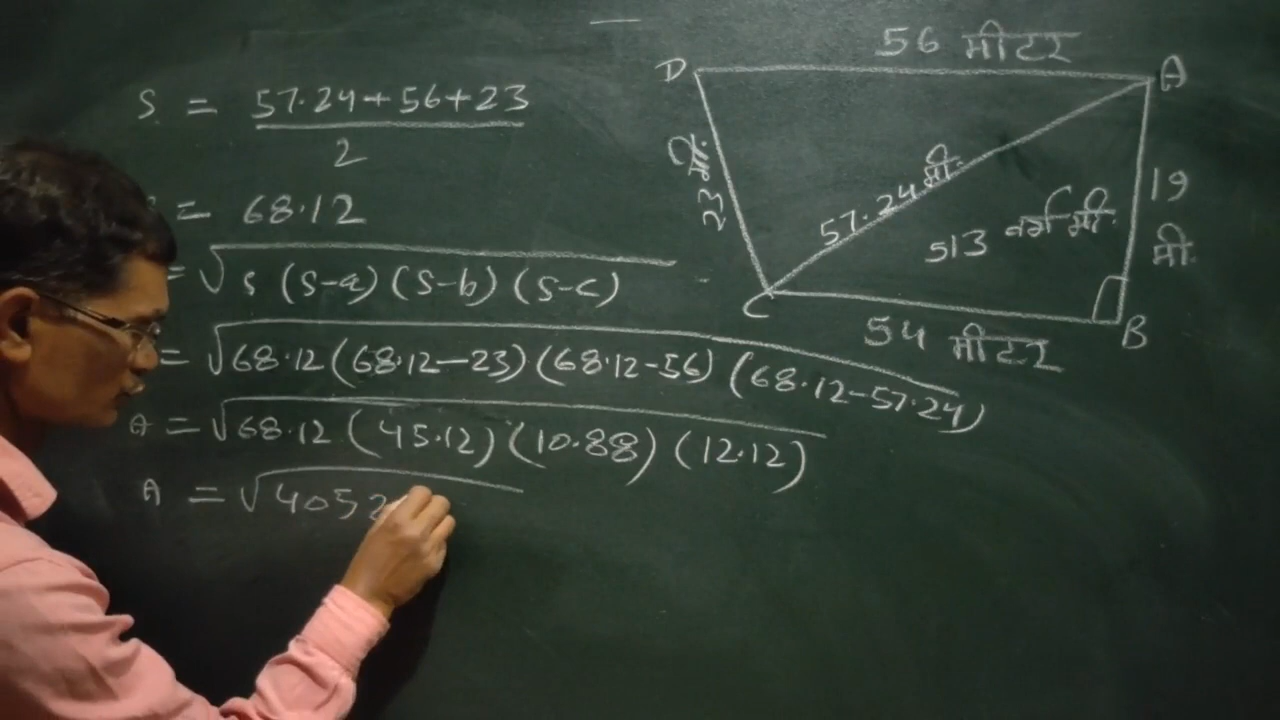 S = 57.24+56+23
2
= 68.12
= √s (s-a) (s-b) (s-c)
= √68.12 (68.12-23) (68.12-56) (68.12-57.24)
A = √68.12 (45.12) (10.88) (12.12)
A = √4052
56 मीटर
D
A
23 मी.
57.24 मी.
19
मी.
513 वर्ग मी.
C
B
54 मीटर